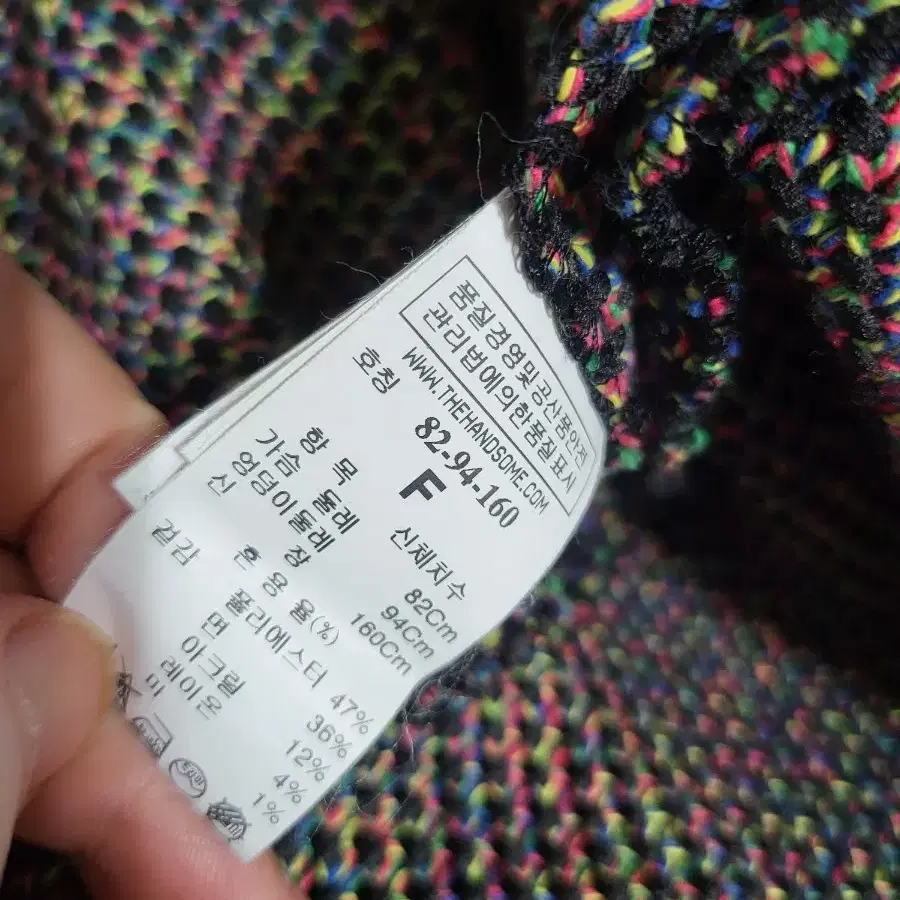 품질경영및 공산품안전
관리법에의한품질표시
WWW.THEHANDSOME.COM
호칭 82-94-160
F
항 목 신체치수
가슴 둘레 82Cm
엉덩이둘레 94Cm
신 장 160Cm
혼 용 율(%)
겉감 폴리에스터 47%
면 36%
아크릴 12%
레이온 4%
마 1%